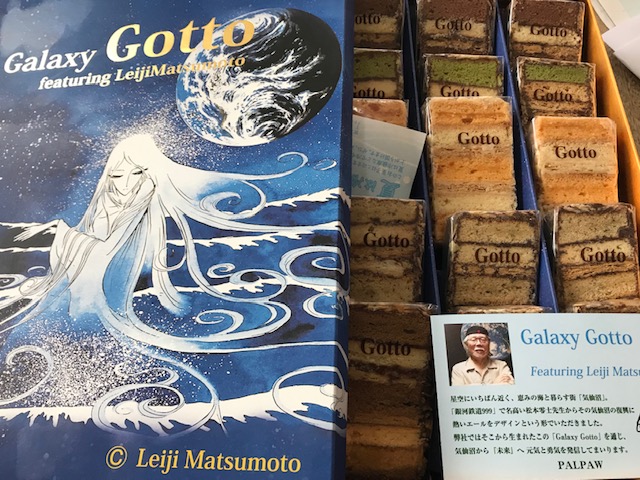 Galaxy Gotto
featuring LeijiMatsumoto
© Leiji Matsumoto
Gotto
Gotto
Gotto
Gotto
Gotto
Gotto
Gotto
Gotto
Gotto
Gotto
Gotto
Gotto
Gotto
Galaxy Gotto
Featuring Leiji Matsu
星空にいちばん近く、恵みの海と暮らす街「気仙沼」。
「銀河鉄道999」で名高い松本零士先生からその気仙沼の復興に
熱いエールをデザインという形でいただきました。
弊社ではそこから生まれたこの「Galaxy Gotto」を通じ、
気仙沼から「未来」へ元気と勇気を発信してまいります。
PALPAW